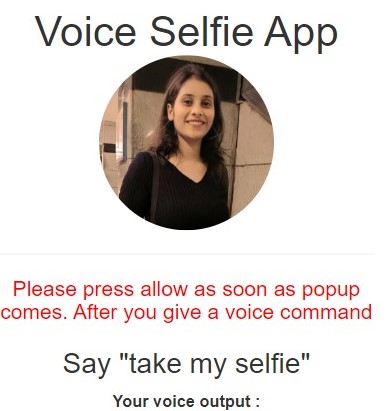 Voice Selfie App
Please press allow as soon as popup
comes. After you give a voice command
Say "take my selfie"
Your voice output :